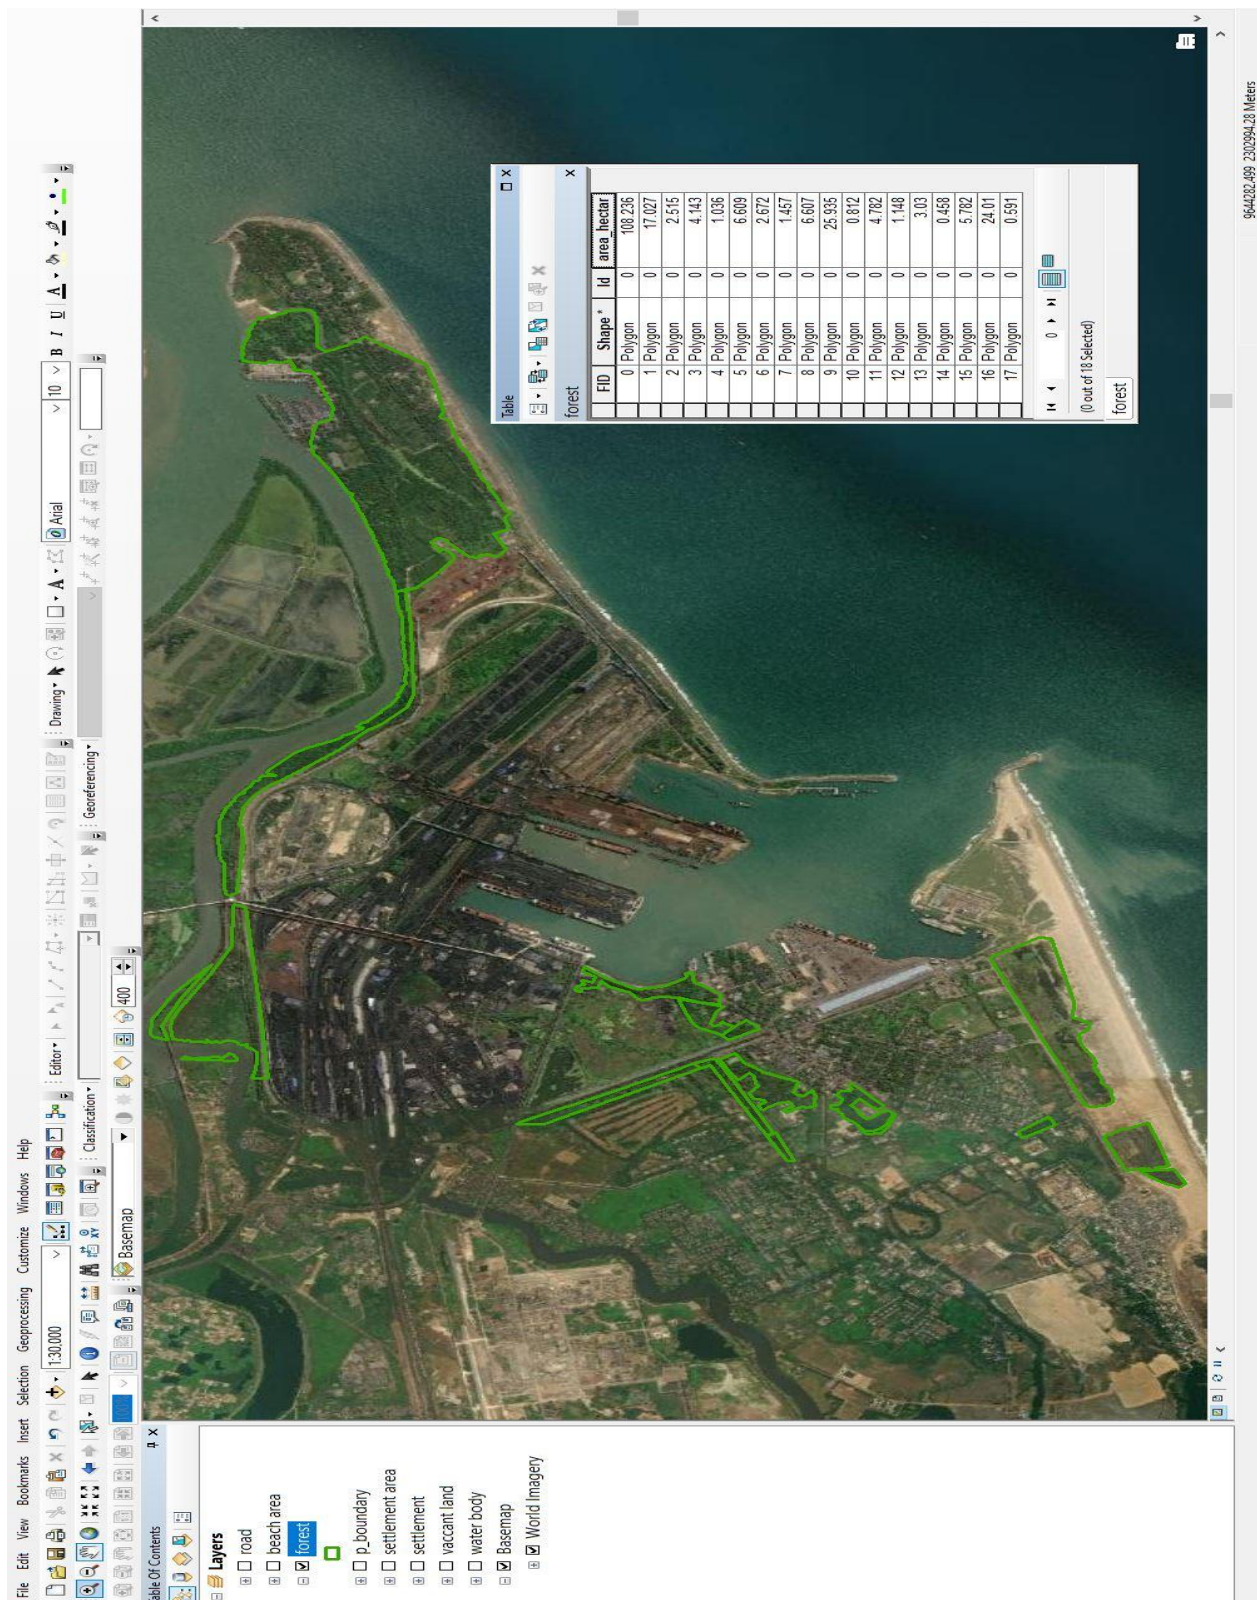 File Edit View Bookmarks Insert Selection Geoprocessing Customize Windows Help
1:30,000
Editor
Drawing
Arial
10
B I U A
Classification
Georeferencing
Basemap
400
Table Of Contents
Layers
road
beach area
forest
p_boundary
settlement area
settlement
vaccant land
water body
Basemap
World Imagery
Table
forest
FID Shape * Id area_hectar
0 Polygon 0 108.236
1 Polygon 0 17.027
2 Polygon 0 2.515
3 Polygon 0 4.143
4 Polygon 0 1.036
5 Polygon 0 6.609
6 Polygon 0 2.672
7 Polygon 0 1.457
8 Polygon 0 6.607
9 Polygon 0 25.935
10 Polygon 0 0.812
11 Polygon 0 4.782
12 Polygon 0 1.148
13 Polygon 0 3.03
14 Polygon 0 0.458
15 Polygon 0 5.782
16 Polygon 0 24.01
17 Polygon 0 0.591
0
(0 out of 18 Selected)
forest
9644282.499 2302994.28 Meters